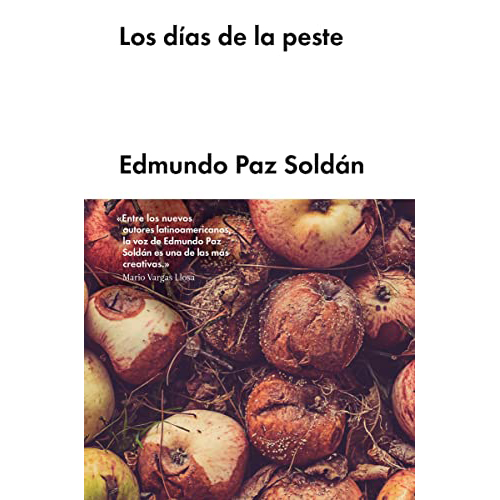 Los días de la peste
Edmundo Paz Soldán
«Entre los nuevos
autores latinoamericanos,
la voz de Edmundo Paz
Soldán es una de las más
creativas.»
Mario Vargas Llosa